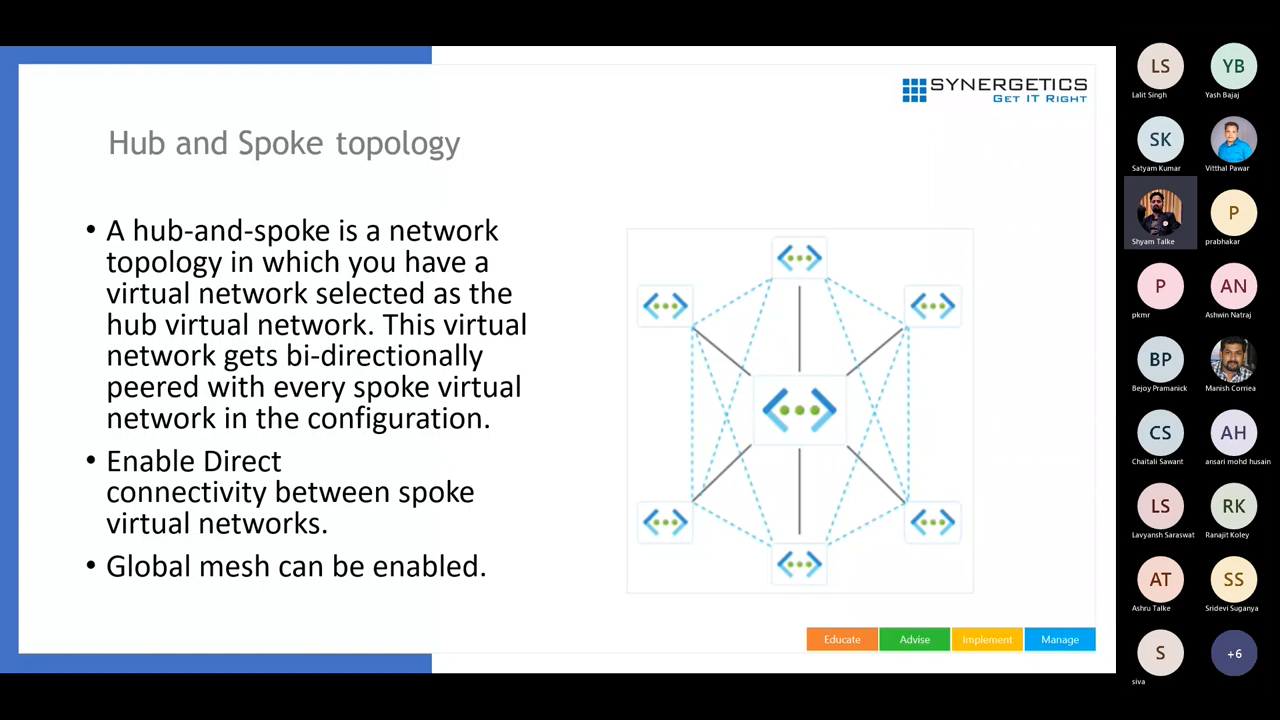 SYNERGETICS
GET IT RIGHT
Hub and Spoke topology
• A hub-and-spoke is a network
topology in which you have a
virtual network selected as the
hub virtual network. This virtual
network gets bi-directionally
peered with every spoke virtual
network in the configuration.
• Enable Direct
connectivity between spoke
virtual networks.
• Global mesh can be enabled.
Educate
Advise
Implement
Manage
LS
Lalit Singh
YB
Yash Bajaj
SK
Satyam Kumar
Vitthal Pawar
Shyam Talke
P
prabhakar
P
pkmr
AN
Ashwin Natraj
BP
Bejoy Pramanick
Manish Corriea
CS
Chaitali Sawant
AH
ansari mohd husain
LS
Lavyansh Saraswat
RK
Ranajit Koley
AT
Ashru Talke
SS
Sridevi Suganya
S
siva
+6